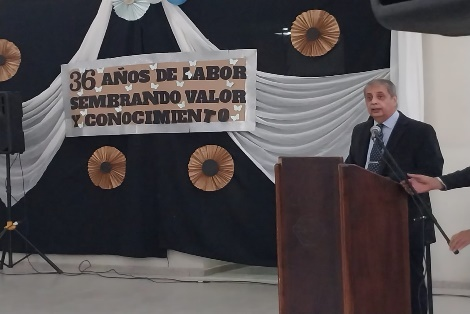 36 AÑOS DE LABOR
SEMBRANDO VALOR
Y CONOCIMIENTO